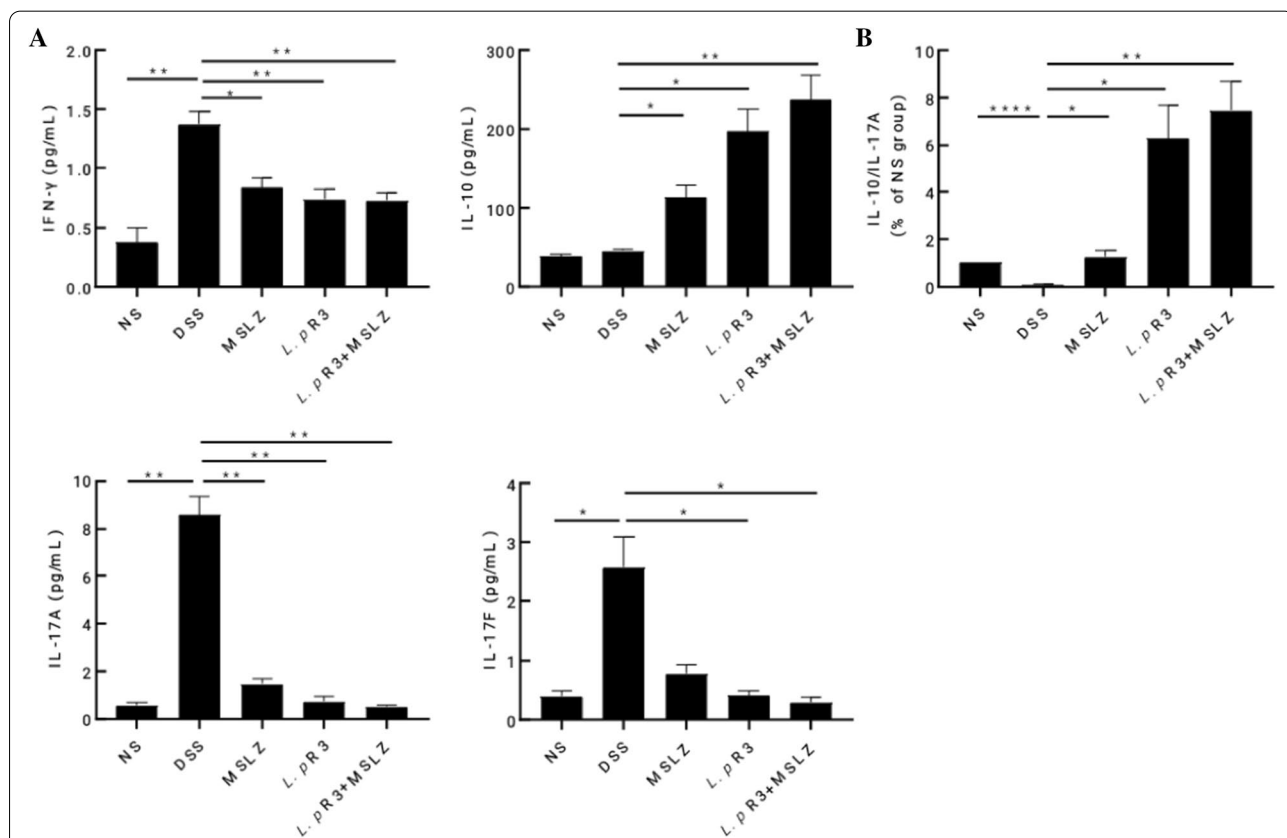 A
IFN-γ (pg/mL)
2.0
1.5
1.0
0.5
0.0
**
**
**
*
NS
DSS
MSLZ
L. pR3
L. pR3+MSLZ
IL-10 (pg/mL)
300
200
100
0
**
*
*
NS
DSS
MSLZ
L. pR3
L. pR3+MSLZ
B
IL-10/IL-17A
(% of NS group)
10
8
6
4
2
0
**
*
****
*
NS
DSS
MSLZ
L. pR3
L. pR3+MSLZ
IL-17A (pg/mL)
10
8
6
4
2
0
**
**
**
**
NS
DSS
MSLZ
L. pR3
L. pR3+MSLZ
IL-17F (pg/mL)
4
3
2
1
0
*
*
*
NS
DSS
MSLZ
L. pR3
L. pR3+MSLZ